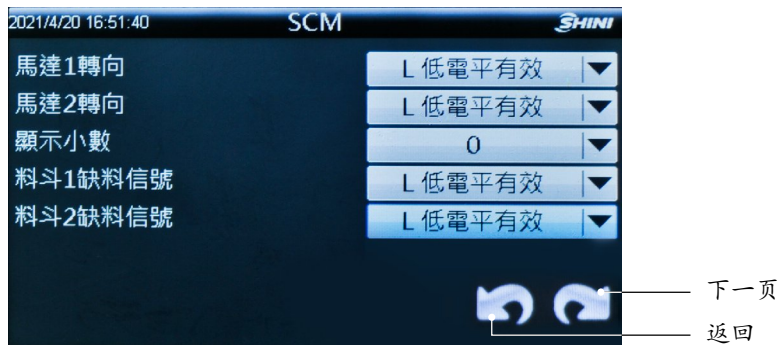 2021/4/20 16:51:40 SCM SHINI
馬達1轉向 L 低電平有效
馬達2轉向 L 低電平有效
顯示小數 0
料斗1缺料信號 L 低電平有效
料斗2缺料信號 L 低電平有效
下一页
返回